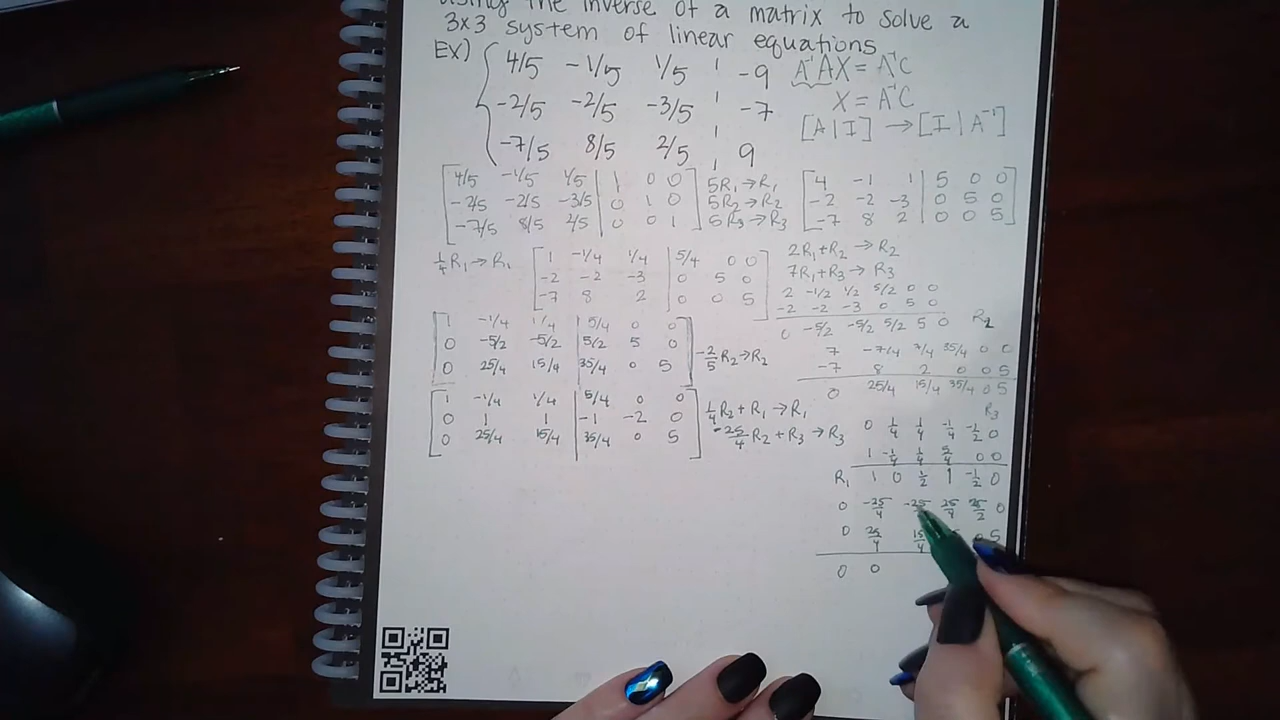 using the inverse of a matrix to solve a
3x3 system of linear equations.
Ex) 4/5 -1/5 1/5 | -9 A⁻¹AX = A⁻¹C
-2/5 -2/5 -3/5 | -7 X = A⁻¹C
-7/5 8/5 2/5 | 9 [A|I] → [I|A⁻¹]
4/5 -1/5 1/5 | 1 0 0 5R₁→R₁ 4 -1 1 | 5 0 0
-2/5 -2/5 -3/5 | 0 1 0 5R₂→R₂ -2 -2 -3 | 0 5 0
-7/5 8/5 2/5 | 0 0 1 5R₃→R₃ -7 8 2 | 0 0 5
1/4R₁→R₁ 1 -1/4 1/4 | 5/4 0 0 2R₁+R₂→R₂
-2 -2 -3 | 0 5 0 7R₁+R₃→R₃
-7 8 2 | 0 0 5
2 -1/2 1/2 5/2 0 0
-2 -2 -3 0 5 0
0 -5/2 -5/2 5/2 5 0 R₂
1 -1/4 1/4 | 5/4 0 0
0 -5/2 -5/2 | 5/2 5 0 -2/5R₂→R₂
0 25/4 15/4 | 35/4 0 5
7 -7/4 7/4 35/4 0 0
-7 8 2 0 0 5
0 25/4 15/4 35/4 0 5
R₃
1 -1/4 1/4 | 5/4 0 0 1/4R₂+R₁→R₁
0 1 1 | -1 -2 0 -25/4R₂+R₃→R₃
0 25/4 15/4 | 35/4 0 5
0 1/4 1/4 -1/4 -1/2 0
1 -1/4 1/4 5/4 0 0
R₁ 1 0 1/2 1 -1/2 0
0 -25/4 -25 25/4 25/2 0
0 25/4 15/4 0 5
0 0